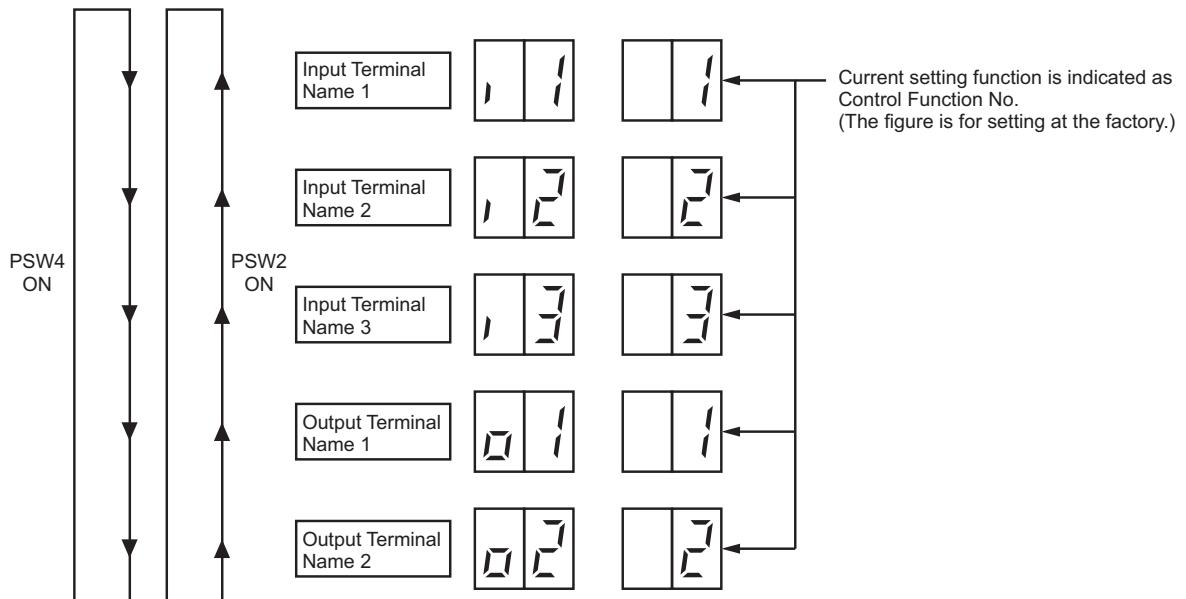 Input Terminal
Name 1
i 1
1
Current setting function is indicated as
Control Function No.
(The figure is for setting at the factory.)
Input Terminal
Name 2
i 2
2
PSW4
ON
PSW2
ON
Input Terminal
Name 3
i 3
3
Output Terminal
Name 1
o 1
1
Output Terminal
Name 2
o 2
2